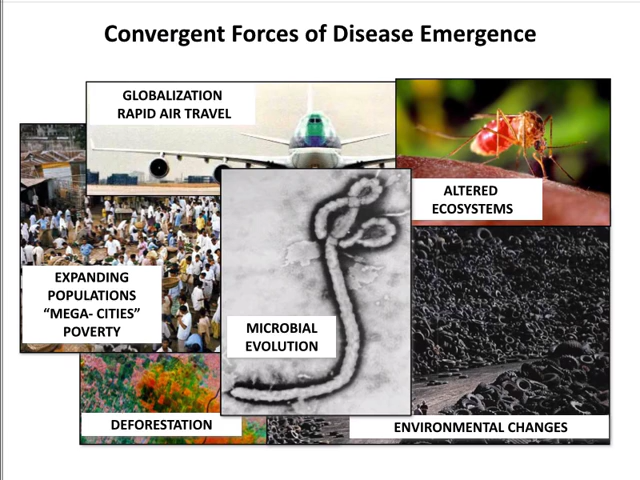 Convergent Forces of Disease Emergence
GLOBALIZATION
RAPID AIR TRAVEL
ALTERED
ECOSYSTEMS
EXPANDING
POPULATIONS
“MEGA- CITIES”
POVERTY
MICROBIAL
EVOLUTION
DEFORESTATION
ENVIRONMENTAL CHANGES